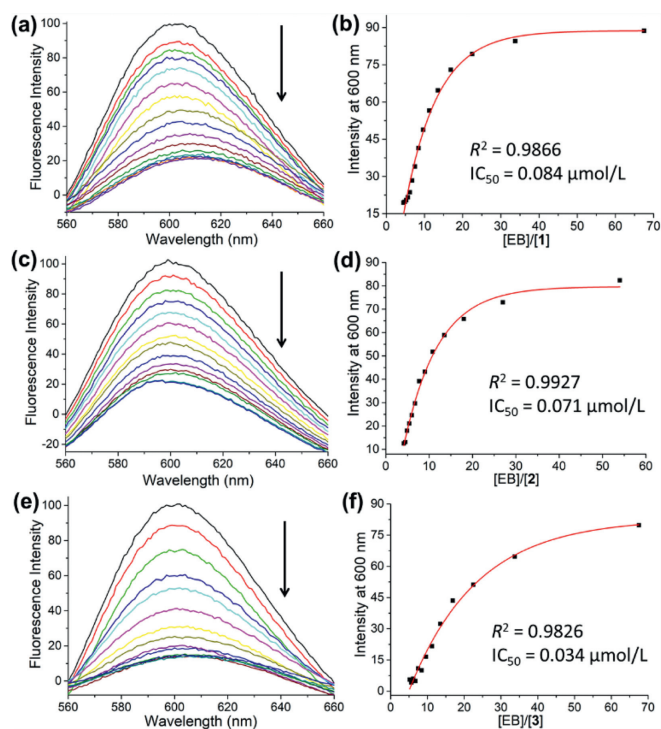 (a)
Fluorescence Intensity
100
80
60
40
20
0
560 580 600 620 640 660
Wavelength (nm)
(b)
Intensity at 600 nm
90
75
60
45
30
15
R² = 0.9866
IC₅₀ = 0.084 μmol/L
0 10 20 30 40 50 60 70
[EB]/[1]
(c)
Fluorescence Intensity
100
80
60
40
20
0
-20
560 580 600 620 640 660
Wavelength (nm)
(d)
Intensity at 600 nm
90
80
70
60
50
40
30
20
10
R² = 0.9927
IC₅₀ = 0.071 μmol/L
0 10 20 30 40 50 60
[EB]/[2]
(e)
Fluorescence Intensity
100
80
60
40
20
0
560 580 600 620 640 660
Wavelength (nm)
(f)
Intensity at 600 nm
90
75
60
45
30
15
0
R² = 0.9826
IC₅₀ = 0.034 μmol/L
0 10 20 30 40 50 60 70
[EB]/[3]